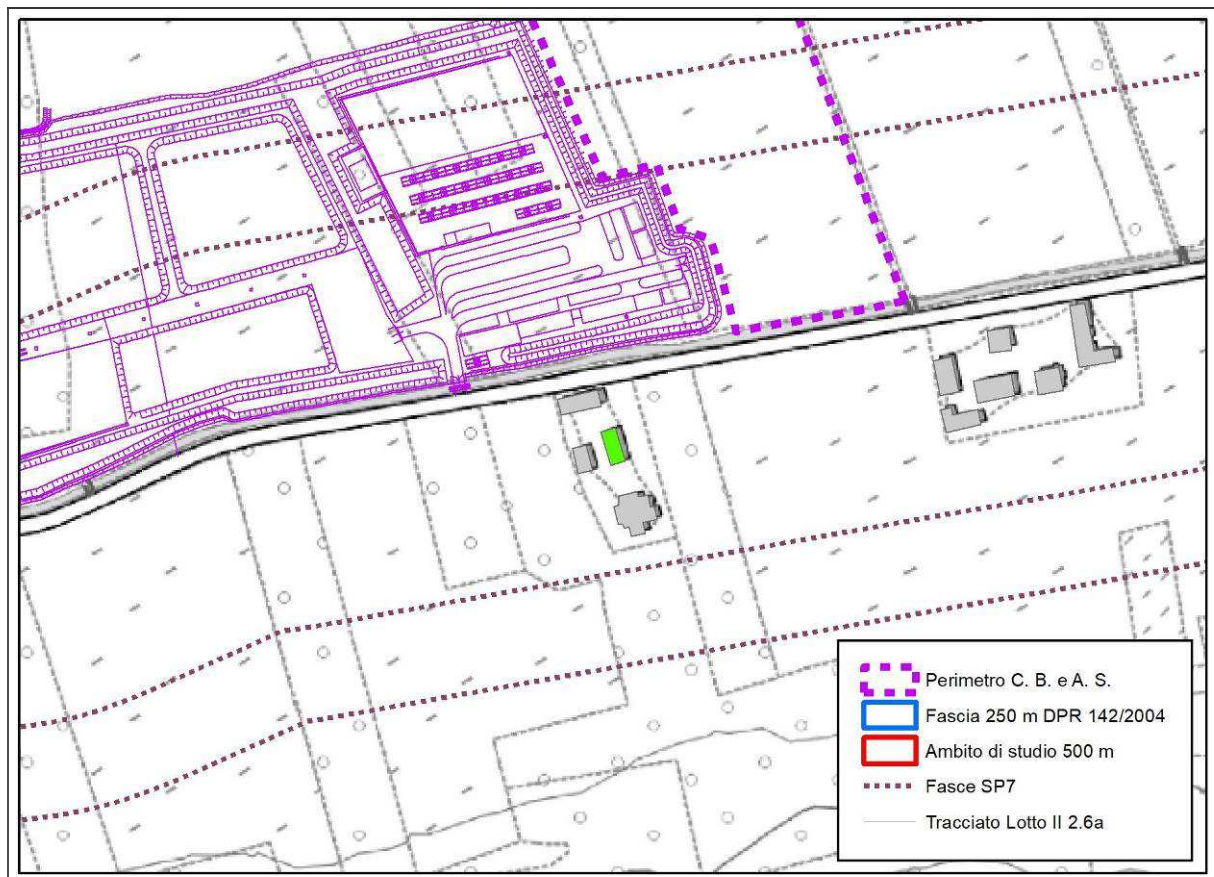 Perimetro C. B. e A. S.
Fascia 250 m DPR 142/2004
Ambito di studio 500 m
Fasce SP7
Tracciato Lotto II 2.6a